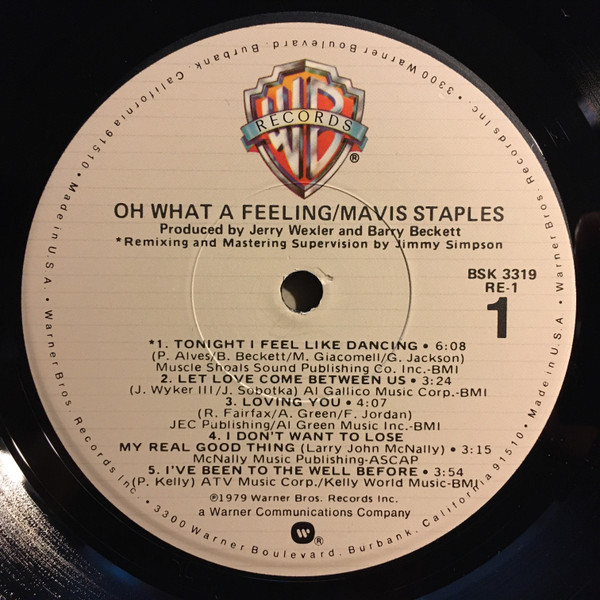 WB
RECORDS
®
OH WHAT A FEELING/MAVIS STAPLES
Produced by Jerry Wexler and Barry Beckett
*Remixing and Mastering Supervision by Jimmy Simpson
BSK 3319
RE-1
1
*1. TONIGHT I FEEL LIKE DANCING • 6:08
(P. Alves/B. Beckett/M. Giacomell/G. Jackson)
Muscle Shoals Sound Publishing Co. Inc.-BMI
2. LET LOVE COME BETWEEN US • 3:24
(J. Wyker III/J. Sobotka) Al Gallico Music Corp.-BMI
3. LOVING YOU • 4:07
(R. Fairfax/A. Green/F. Jordan)
JEC Publishing/Al Green Music Inc.-BMI
4. I DON'T WANT TO LOSE
MY REAL GOOD THING (Larry John McNally) • 3:15
McNally Music Publishing-ASCAP
5. I'VE BEEN TO THE WELL BEFORE • 3:54
(P. Kelly) ATV Music Corp./Kelly World Music-BMI
℗1979 Warner Bros. Records Inc.
a Warner Communications Company
W®
• Made in U.S.A. • Warner Bros. Records Inc. • 3300 Warner Boulevard, Burbank, California 91510 • Made in U.S.A. • Warner Bros. Records Inc. • 3300 Warner Boulevard, Burbank, California 91510